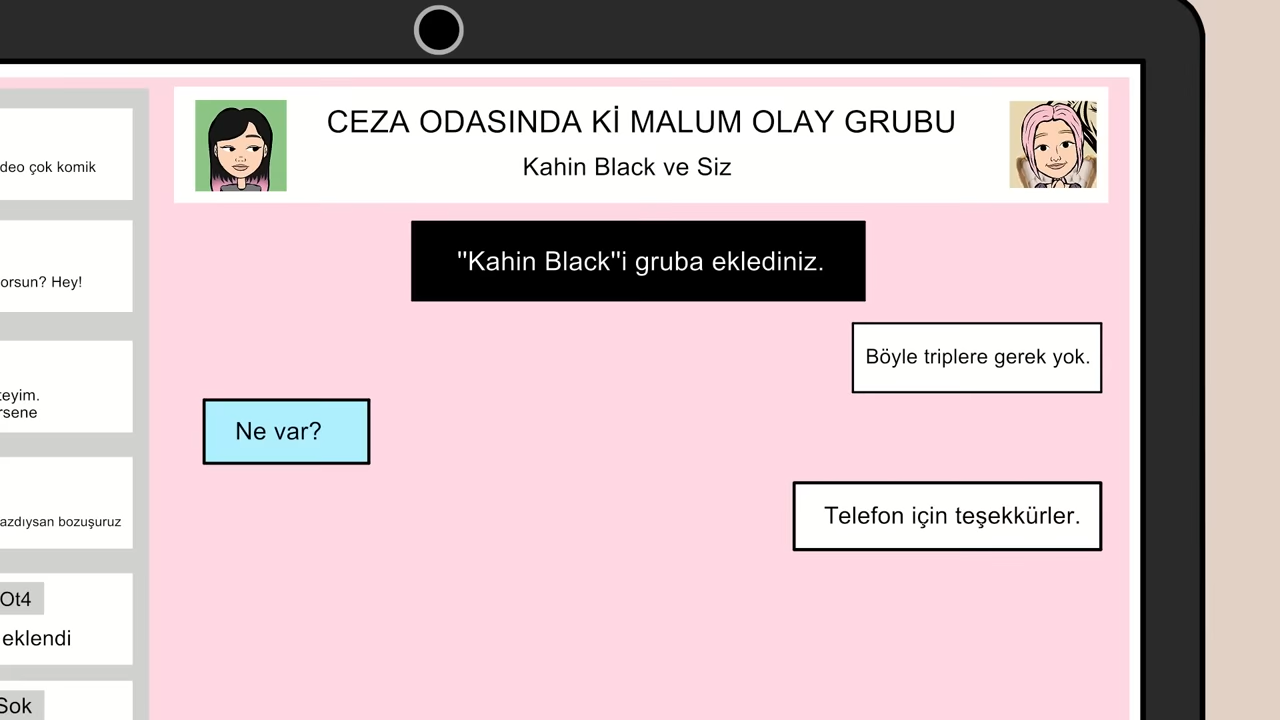 deo çok komik
orsun? Hey!
teyim.
rsene
azdıysan bozuşuruz
Ot4
eklendi
Sok
CEZA ODASINDA Kİ MALUM OLAY GRUBU
Kahin Black ve Siz
"Kahin Black"i gruba eklediniz.
Böyle triplere gerek yok.
Ne var?
Telefon için teşekkürler.